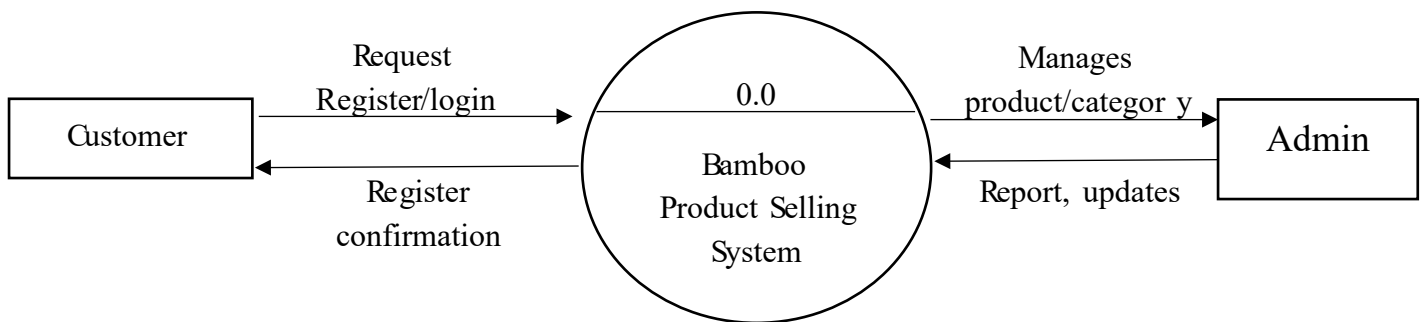 Customer
Request
Register/login
Register
confirmation
0.0
Bamboo
Product Selling
System
Manages
product/categor y
Report, updates
Admin